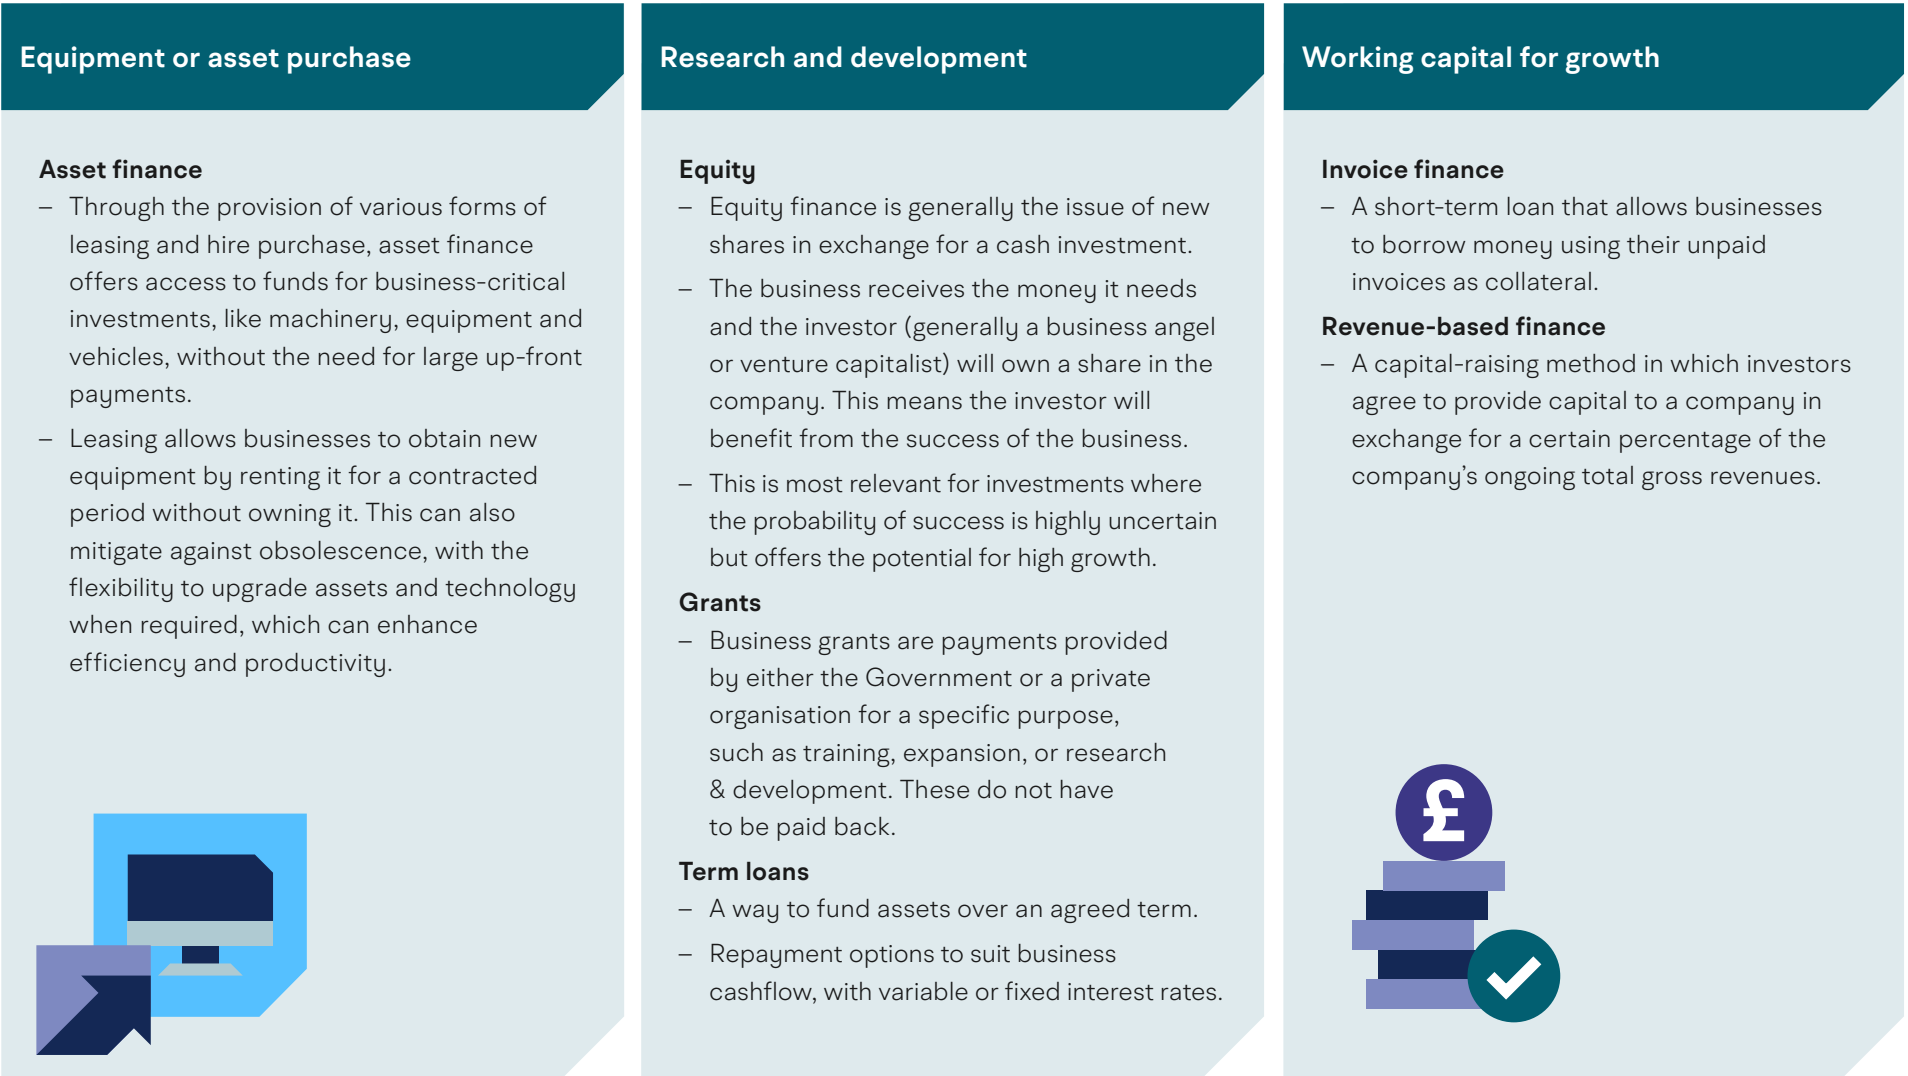 Equipment or asset purchase
Asset finance
– Through the provision of various forms of
leasing and hire purchase, asset finance
offers access to funds for business-critical
investments, like machinery, equipment and
vehicles, without the need for large up-front
payments.
– Leasing allows businesses to obtain new
equipment by renting it for a contracted
period without owning it. This can also
mitigate against obsolescence, with the
flexibility to upgrade assets and technology
when required, which can enhance
efficiency and productivity.
Research and development
Equity
– Equity finance is generally the issue of new
shares in exchange for a cash investment.
– The business receives the money it needs
and the investor (generally a business angel
or venture capitalist) will own a share in the
company. This means the investor will
benefit from the success of the business.
– This is most relevant for investments where
the probability of success is highly uncertain
but offers the potential for high growth.
Grants
– Business grants are payments provided
by either the Government or a private
organisation for a specific purpose,
such as training, expansion, or research
& development. These do not have
to be paid back.
Term loans
– A way to fund assets over an agreed term.
– Repayment options to suit business
cashflow, with variable or fixed interest rates.
Working capital for growth
Invoice finance
– A short-term loan that allows businesses
to borrow money using their unpaid
invoices as collateral.
Revenue-based finance
– A capital-raising method in which investors
agree to provide capital to a company in
exchange for a certain percentage of the
company’s ongoing total gross revenues.
£